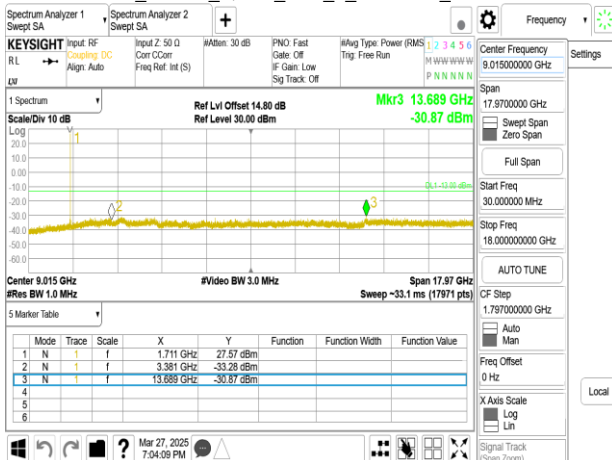 Spectrum Analyzer 1
Swept SA
Spectrum Analyzer 2
Swept SA
+
Frequency
KEYSIGHT
RL
LXI
Input: RF
Coupling: DC
Align: Auto
Input Z: 50 Ω
Corr CCorr
Freq Ref: Int (S)
#Atten: 30 dB
PNO: Fast
Gate: Off
IF Gain: Low
Sig Track: Off
#Avg Type: Power (RMS
Trig: Free Run
1 2 3 4 5 6
M W W W W W
P N N N N N
1 Spectrum
Scale/Div 10 dB
Ref Lvl Offset 14.80 dB
Ref Level 30.00 dBm
Mkr3 13.689 GHz
-30.87 dBm
Log
20.0
10.0
0.00
-10.0
-20.0
-30.0
-40.0
-50.0
-60.0
1
2
3
DL1 -13.00 dBm
Center 9.015 GHz
#Video BW 3.0 MHz
Span 17.97 GHz
#Res BW 1.0 MHz
Sweep ~33.1 ms (17971 pts)
5 Marker Table
Mode Trace Scale X Y Function Function Width Function Value
1 N 1 f 1.711 GHz 27.57 dBm
2 N 1 f 3.381 GHz -33.28 dBm
3 N 1 f 13.689 GHz -30.87 dBm
4
5
6
Mar 27, 2025
7:04:09 PM
Center Frequency
9.015000000 GHz
Span
17.9700000 GHz
Swept Span
Zero Span
Full Span
Start Freq
30.000000 MHz
Stop Freq
18.000000000 GHz
AUTO TUNE
CF Step
1.797000000 GHz
Auto
Man
Freq Offset
0 Hz
X Axis Scale
Log
Lin
Signal Track
(Span Zoom)
Settings
Local